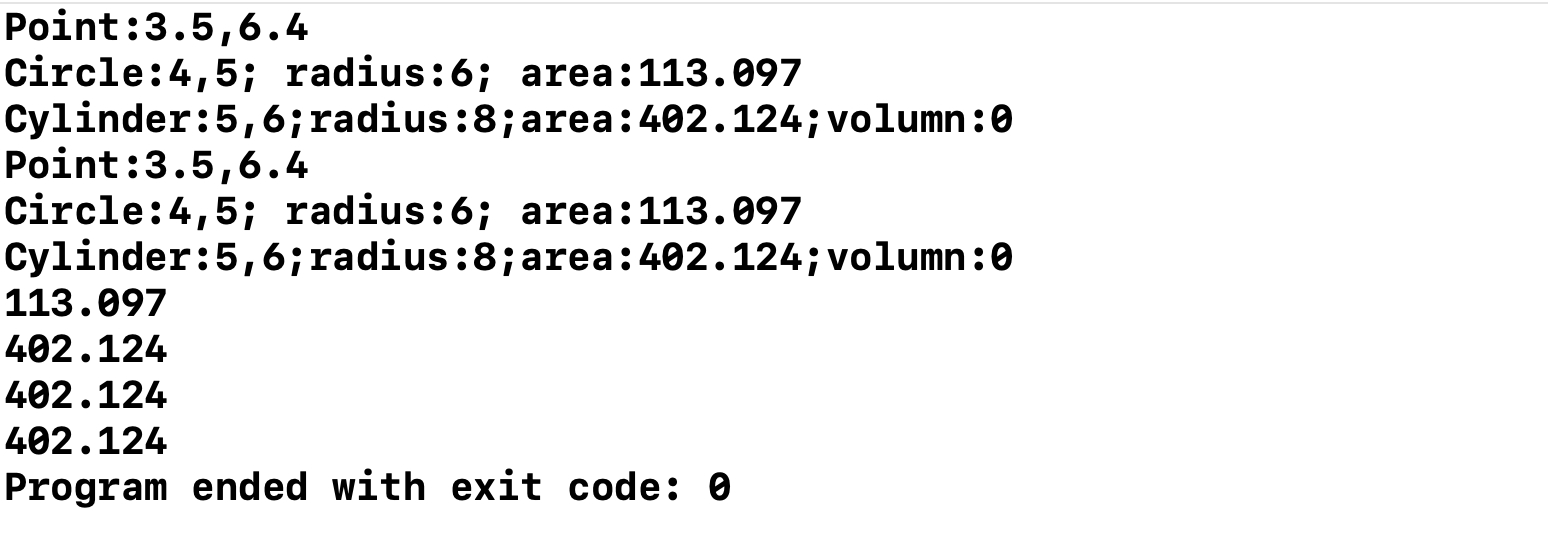 Point:3.5,6.4
Circle:4,5; radius:6; area:113.097
Cylinder:5,6;radius:8;area:402.124;volumn:0
Point:3.5,6.4
Circle:4,5; radius:6; area:113.097
Cylinder:5,6;radius:8;area:402.124;volumn:0
113.097
402.124
402.124
402.124
Program ended with exit code: 0